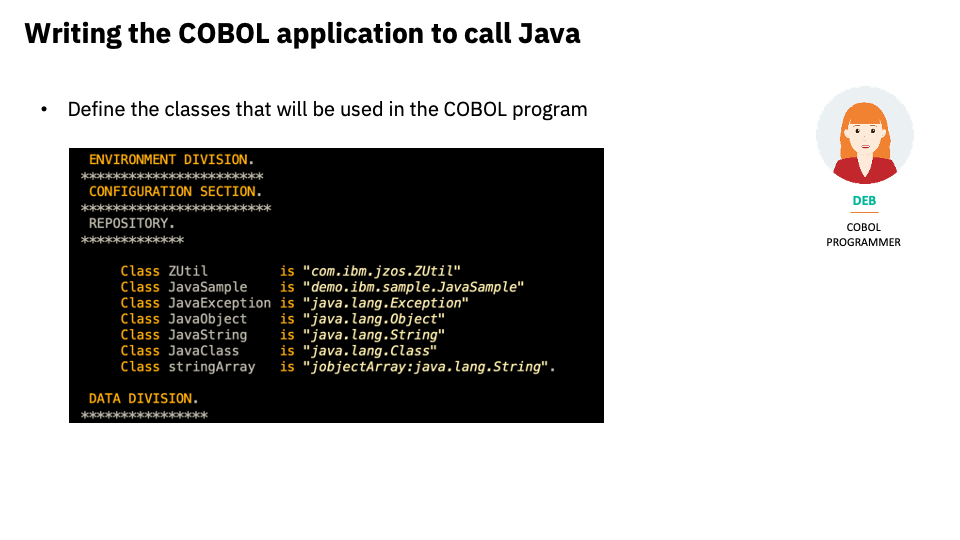 Writing the COBOL application to call Java
• Define the classes that will be used in the COBOL program
ENVIRONMENT DIVISION.
***********************
CONFIGURATION SECTION.
************************
REPOSITORY.
*************
Class ZUtil is "com.ibm.jzos.ZUtil"
Class JavaSample is "demo.ibm.sample.JavaSample"
Class JavaException is "java.lang.Exception"
Class JavaObject is "java.lang.Object"
Class JavaString is "java.lang.String"
Class JavaClass is "java.lang.Class"
Class stringArray is "jobjectArray:java.lang.String".
DATA DIVISION.
****************
DEB
COBOL
PROGRAMMER